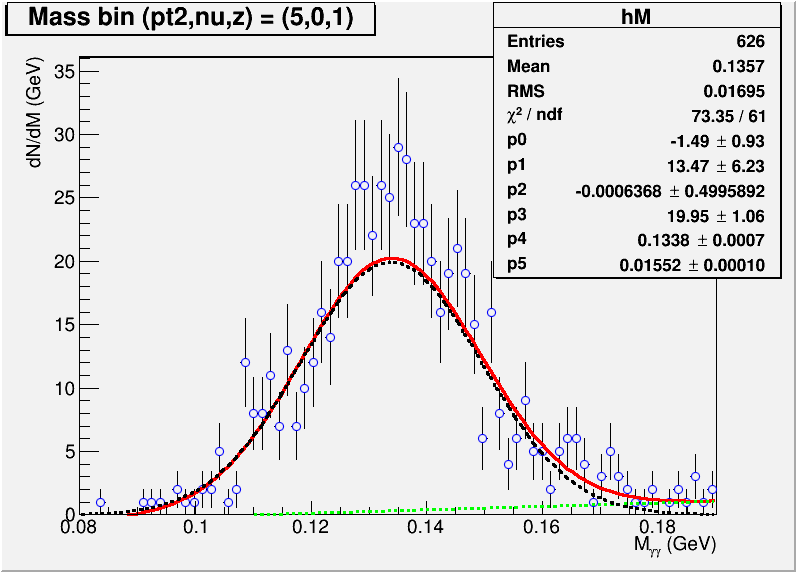 Mass bin (pt2,nu,z) = (5,0,1)
hM
Entries 626
Mean 0.1357
RMS 0.01695
χ² / ndf 73.35 / 61
p0 -1.49 ± 0.93
p1 13.47 ± 6.23
p2 -0.0006368 ± 0.4995892
p3 19.95 ± 1.06
p4 0.1338 ± 0.0007
p5 0.01552 ± 0.00010
dN/dM (GeV)
35
30
25
20
15
10
5
0
0.08 0.1 0.12 0.14 0.16 0.18
Mγγ (GeV)